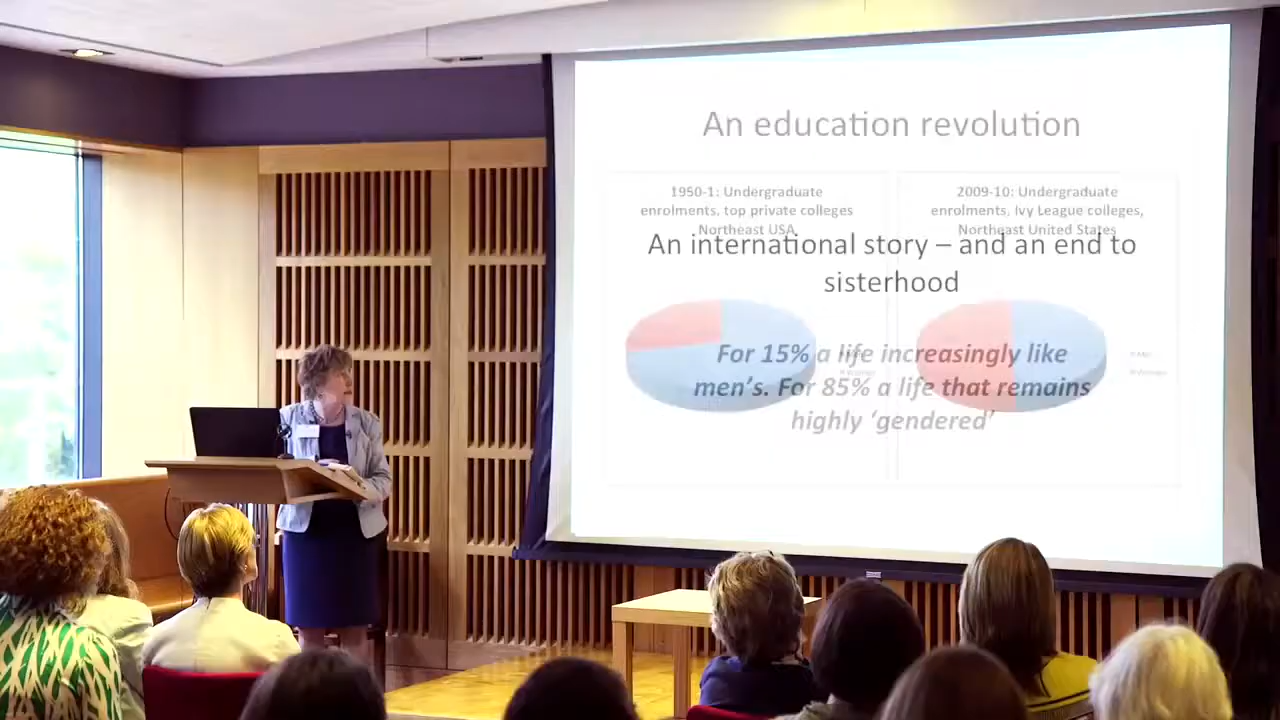 An education revolution
1950-1: Undergraduate
enrolments, top private colleges
Northeast USA
2009-10: Undergraduate
enrolments, Ivy League colleges,
Northeast United States
An international story – and an end to
sisterhood
For 15% a life increasingly like
men's. For 85% a life that remains
highly 'gendered'